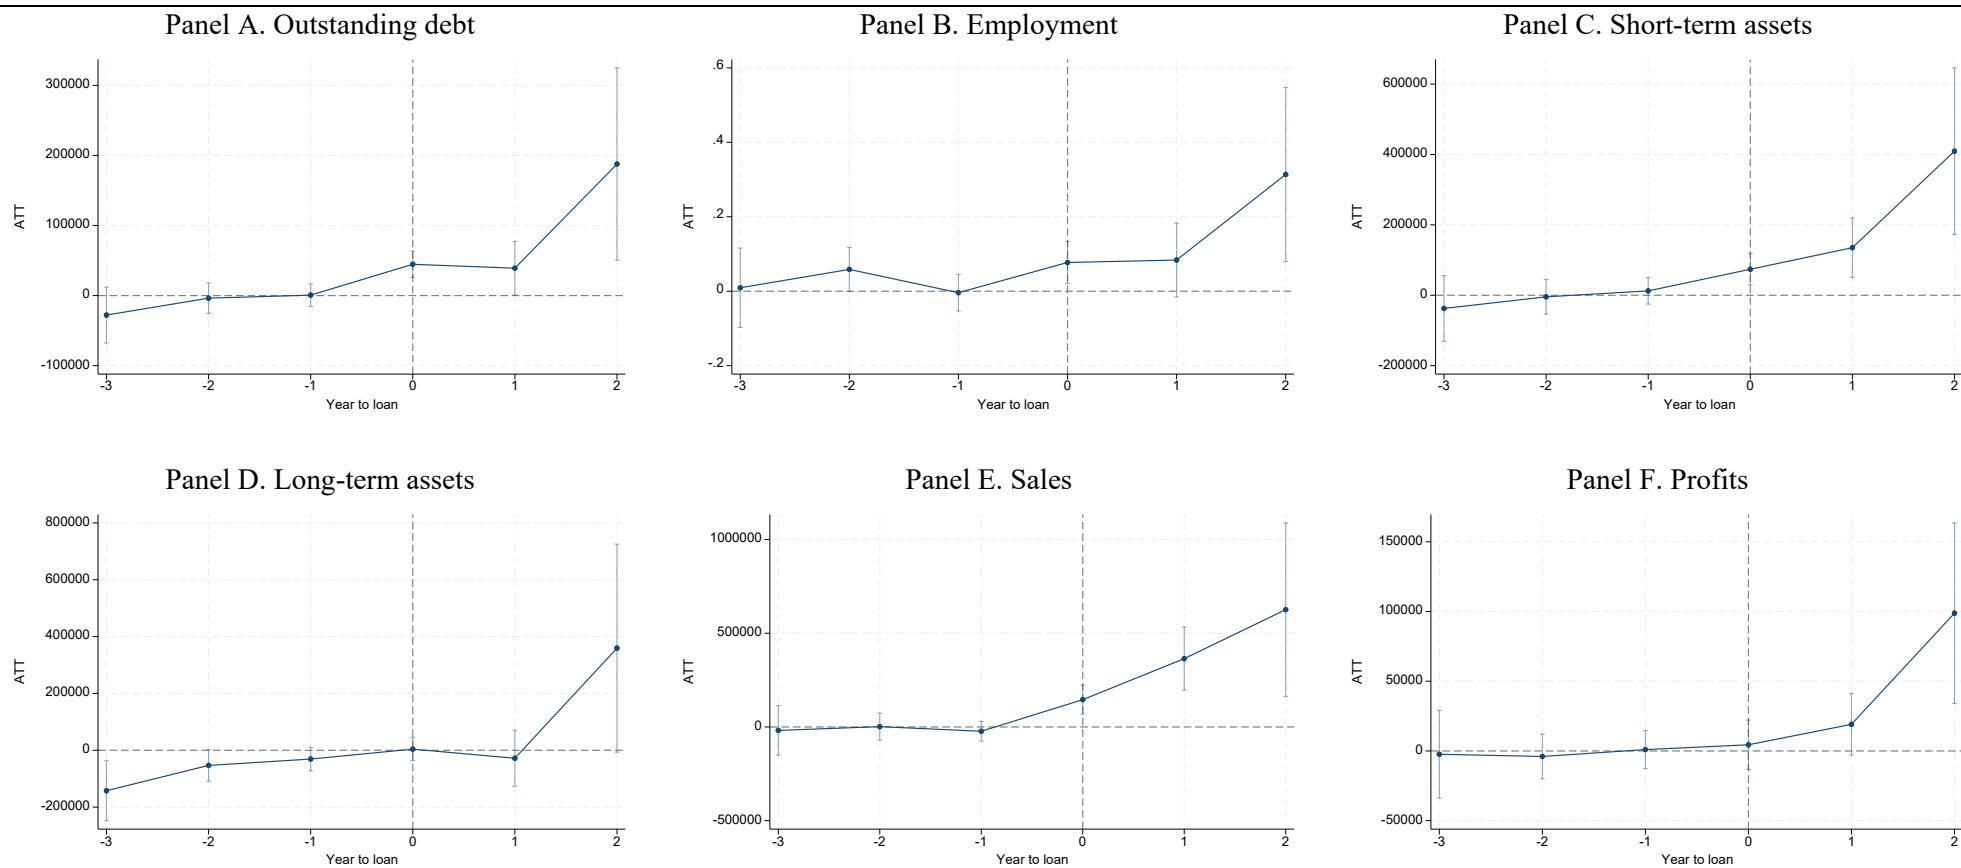 Panel A. Outstanding debt
300000
200000
100000
0
-100000
ATT
-3 -2 -1 0 1 2
Year to loan
Panel B. Employment
.6
.4
.2
0
-.2
ATT
-3 -2 -1 0 1 2
Year to loan
Panel C. Short-term assets
600000
400000
200000
0
-200000
ATT
-3 -2 -1 0 1 2
Year to loan
Panel D. Long-term assets
800000
600000
400000
200000
0
-200000
ATT
-3 -2 -1 0 1 2
Year to loan
Panel E. Sales
1000000
500000
0
-500000
ATT
-3 -2 -1 0 1 2
Year to loan
Panel F. Profits
150000
100000
50000
0
-50000
ATT
-3 -2 -1 0 1 2
Year to loan